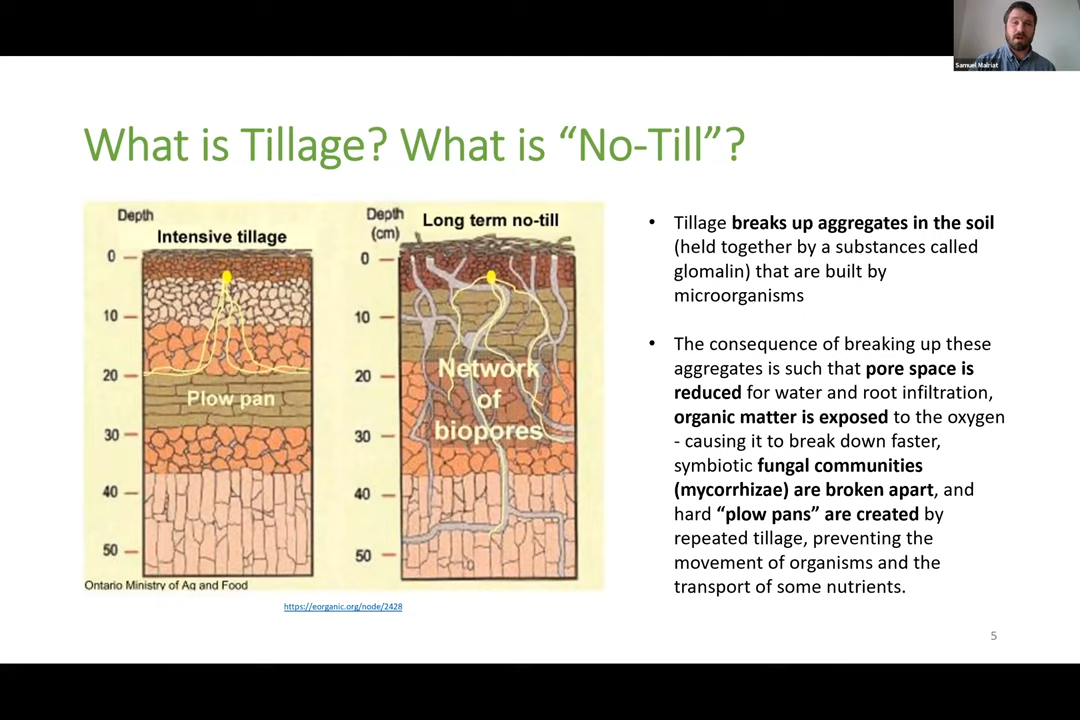 Samuel Malriat
What is Tillage? What is “No-Till”?
Depth
Intensive tillage
0
10
20
30
40
50
Plow pan
Ontario Ministry of Ag and Food
Depth
(cm)
Long term no-till
0
10
20
30
40
50
Network
of
biopores
https://eorganic.org/node/2428
• Tillage breaks up aggregates in the soil
(held together by a substances called
glomalin) that are built by
microorganisms
• The consequence of breaking up these
aggregates is such that pore space is
reduced for water and root infiltration,
organic matter is exposed to the oxygen
- causing it to break down faster,
symbiotic fungal communities
(mycorrhizae) are broken apart, and
hard “plow pans” are created by
repeated tillage, preventing the
movement of organisms and the
transport of some nutrients.
5